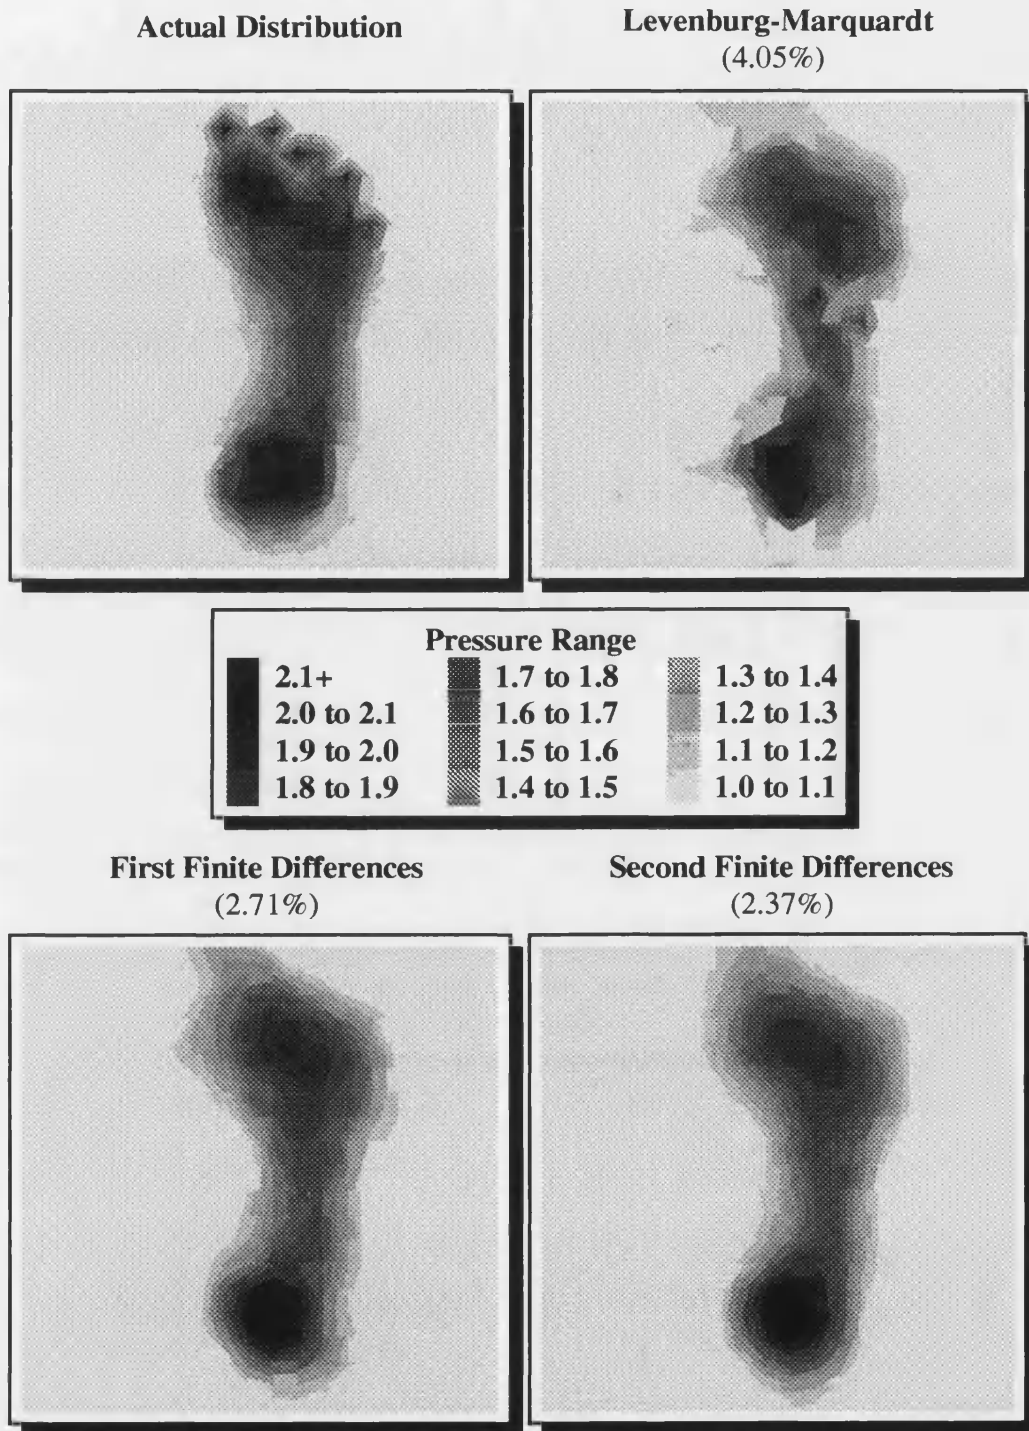 Actual Distribution
Levenburg-Marquardt
(4.05%)
Pressure Range
2.1+
2.0 to 2.1
1.9 to 2.0
1.8 to 1.9
1.7 to 1.8
1.6 to 1.7
1.5 to 1.6
1.4 to 1.5
1.3 to 1.4
1.2 to 1.3
1.1 to 1.2
1.0 to 1.1
First Finite Differences
(2.71%)
Second Finite Differences
(2.37%)